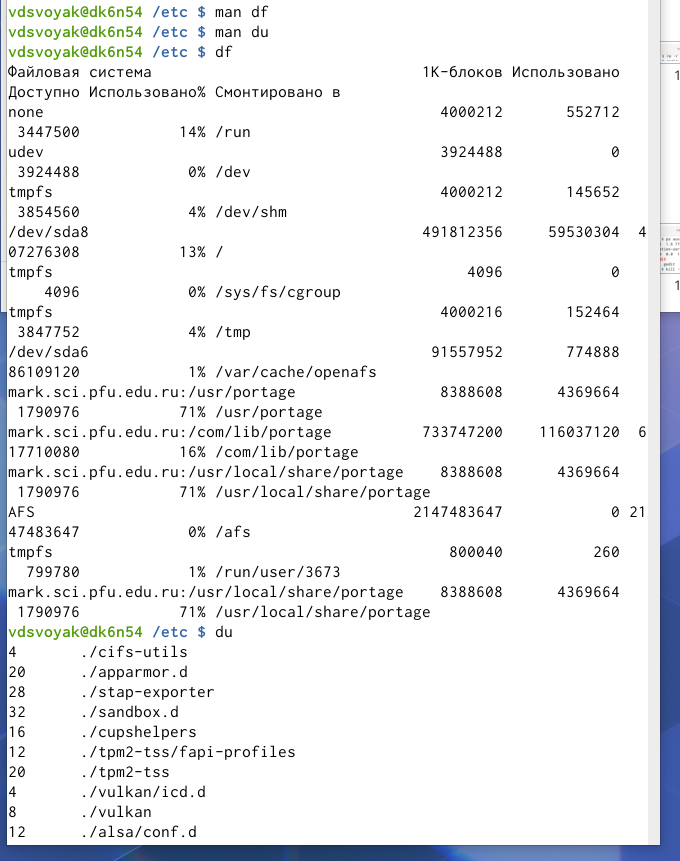 vdsvoyak@dk6n54 /etc $ man df
vdsvoyak@dk6n54 /etc $ man du
vdsvoyak@dk6n54 /etc $ df
Файловая система                              1K-блоков Использовано
Доступно Использовано% Смонтировано в
none                                            4000212       552712
 3447500           14% /run
udev                                            3924488            0
 3924488            0% /dev
tmpfs                                           4000212       145652
 3854560            4% /dev/shm
/dev/sda8                                     491812356     59530304  4
07276308           13% /
tmpfs                                              4096            0
    4096            0% /sys/fs/cgroup
tmpfs                                           4000216       152464
 3847752            4% /tmp
/dev/sda6                                      91557952       774888
86109120            1% /var/cache/openafs
mark.sci.pfu.edu.ru:/usr/portage                8388608      4369664
 1790976           71% /usr/portage
mark.sci.pfu.edu.ru:/com/lib/portage          733747200    116037120  6
17710080           16% /com/lib/portage
mark.sci.pfu.edu.ru:/usr/local/share/portage    8388608      4369664
 1790976           71% /usr/local/share/portage
AFS                                          2147483647            0 21
47483647            0% /afs
tmpfs                                            800040          260
  799780            1% /run/user/3673
mark.sci.pfu.edu.ru:/usr/local/share/portage    8388608      4369664
 1790976           71% /usr/local/share/portage
vdsvoyak@dk6n54 /etc $ du
4       ./cifs-utils
20      ./apparmor.d
28      ./stap-exporter
32      ./sandbox.d
16      ./cupshelpers
12      ./tpm2-tss/fapi-profiles
20      ./tpm2-tss
4       ./vulkan/icd.d
8       ./vulkan
12      ./alsa/conf.d